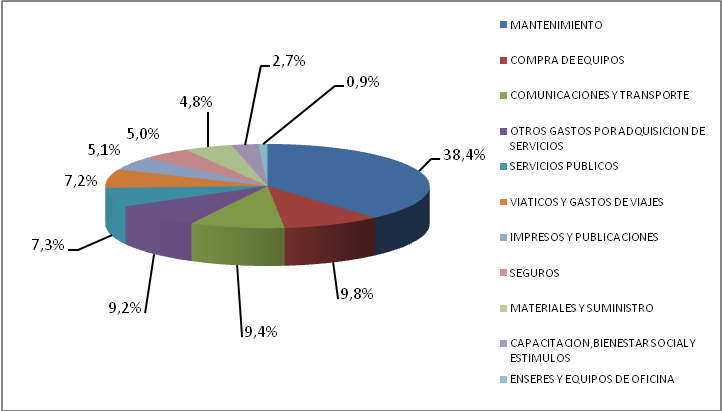 2,7%
0,9%
4,8%
5,0%
5,1%
38,4%
7,2%
7,3%
9,2%
9,4%
9,8%
MANTENIMIENTO
COMPRA DE EQUIPOS
COMUNICACIONES Y TRANSPORTE
OTROS GASTOS POR ADQUISICION DE
SERVICIOS
SERVICIOS PUBLICOS
VIATICOS Y GASTOS DE VIAJES
IMPRESOS Y PUBLICACIONES
SEGUROS
MATERIALES Y SUMINISTRO
CAPACITACION,BIENESTAR SOCIAL Y
ESTIMULOS
ENSERES Y EQUIPOS DE OFICINA